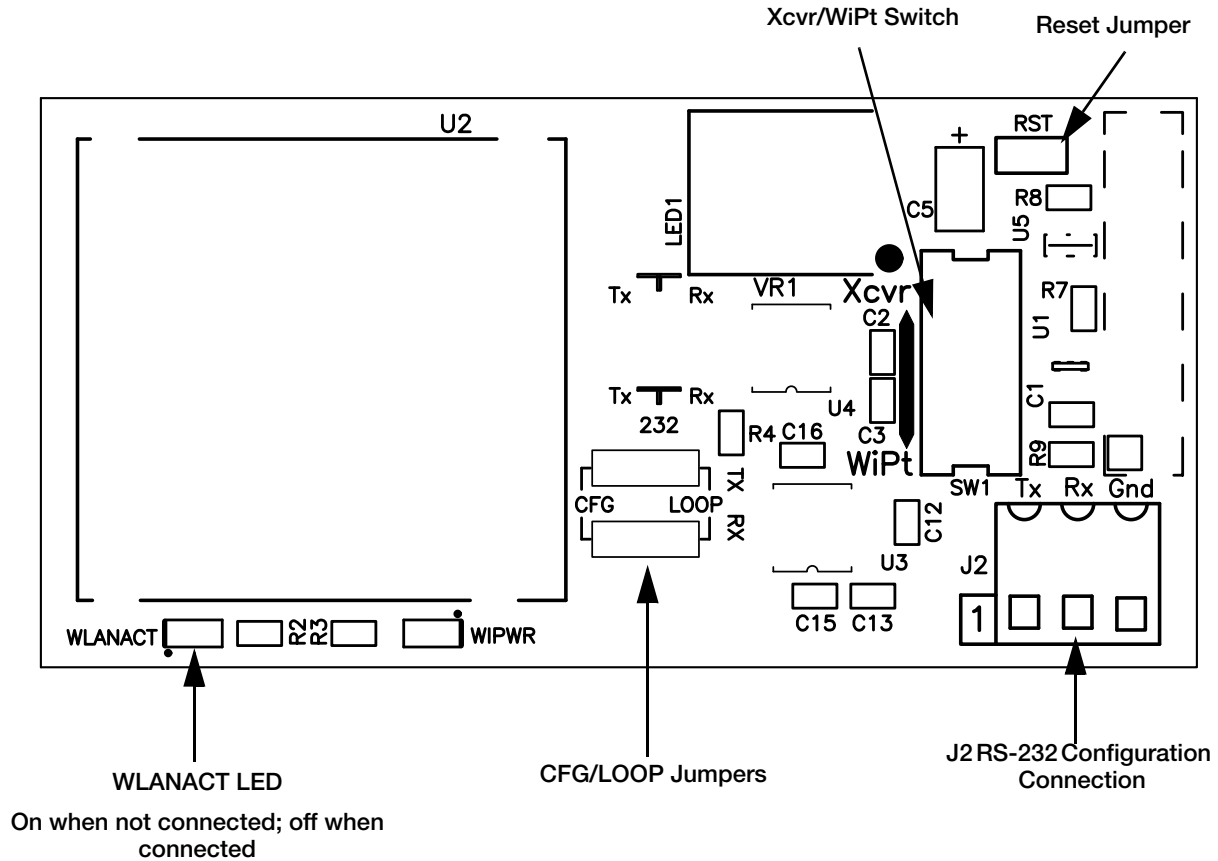 Xcvr/WiPt Switch
Reset Jumper
U2
LED1
+
RST
C5
R8
U5
Tx Rx
VR1
Xcvr
R7
C2
U1
Tx Rx
232
R4
C16
U4
C3
C1
R9
WiPt
SW1
Tx Rx Gnd
CFG LOOP
TX
RX
C12
U3
J2
1
WLANACT
R2
R3
WIPWR
C15
C13
WLANACT LED
On when not connected; off when
connected
CFG/LOOP Jumpers
J2 RS-232 Configuration
Connection